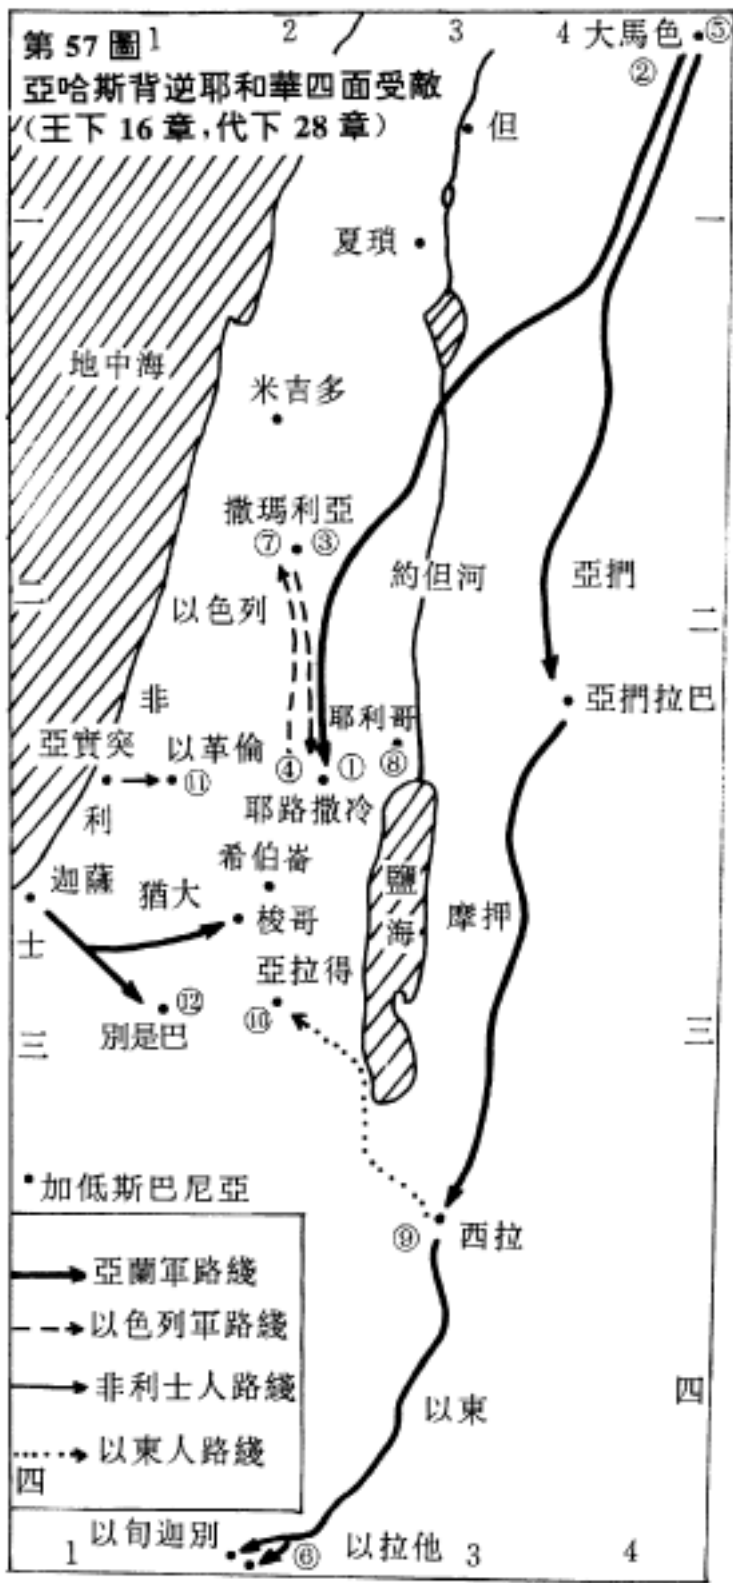 第 57 圖
亞哈斯背逆耶和華四面受敵
（王下 16 章，代下 28 章）
1 2 3 4
大馬色 ⑤
②
但
一 一
夏瑣
地中海
米吉多
撒瑪利亞
⑦ ③
約但河
亞捫
以色列
二 二
非
亞捫拉巴
耶利哥
亞實突
以革倫
④ ① ⑧
⑪
耶路撒冷
利
希伯崙
鹽海
迦薩
猶大
梭哥
摩押
士
亞拉得
⑫ ⑩
別是巴
三 三
加低斯巴尼亞
⑨ 西拉
亞蘭軍路綫
以色列軍路綫
非利士人路綫
以東人路綫
以東
四 四
以旬迦別
⑥ 以拉他
1 3 4